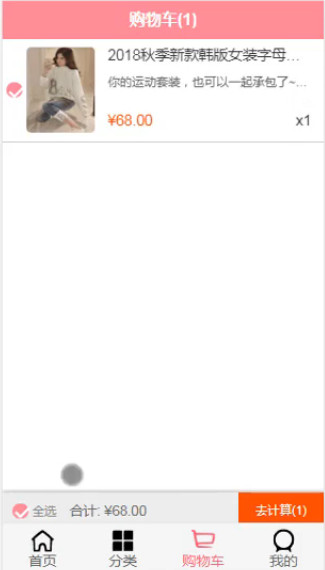 购物车(1)
2018秋季新款韩版女装字母...
你的运动套装，也可以一起承包了~...
¥68.00 x1
全选 合计: ¥68.00 去计算(1)
首页 分类 购物车 我的